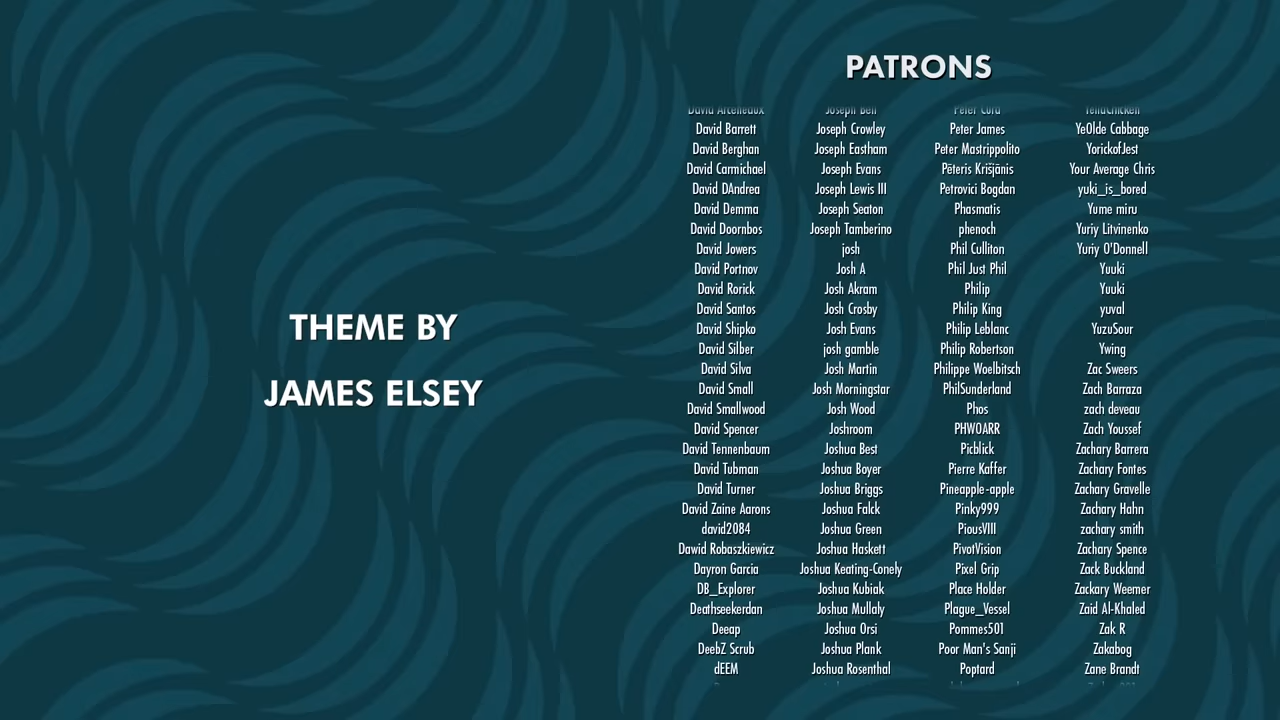 THEME BY
JAMES ELSEY
PATRONS
David Arceneaux
David Barrett
David Berghan
David Carmichael
David DAndrea
David Demma
David Doornbos
David Jowers
David Portnov
David Rorick
David Santos
David Shipko
David Silber
David Silva
David Small
David Smallwood
David Spencer
David Tennenbaum
David Tubman
David Turner
David Zaine Aarons
david2084
Dawid Robaszkiewicz
Dayron Garcia
DB_Explorer
Deathseekerdan
Deeap
DeebZ Scrub
dEEM
Joseph Bell
Joseph Crowley
Joseph Eastham
Joseph Evans
Joseph Lewis III
Joseph Seaton
Joseph Tamberino
josh
Josh A
Josh Akram
Josh Crosby
Josh Evans
josh gamble
Josh Martin
Josh Morningstar
Josh Wood
Joshroom
Joshua Best
Joshua Boyer
Joshua Briggs
Joshua Falck
Joshua Green
Joshua Haskett
Joshua Keating-Conely
Joshua Kubiak
Joshua Mullaly
Joshua Orsi
Joshua Plank
Joshua Rosenthal
Peter Cord
Peter James
Peter Mastrippolito
Pēteris Krišjānis
Petrovici Bogdan
Phasmatis
phenoch
Phil Culliton
Phil Just Phil
Philip
Philip King
Philip Leblanc
Philip Robertson
Philippe Woelbitsch
PhilSunderland
Phos
PHWOARR
Picblick
Pierre Kaffer
Pineapple-apple
Pinky999
PiousVIII
PivotVision
Pixel Grip
Place Holder
Plague_Vessel
Pommes501
Poor Man's Sanji
Poptard
YellaChicken
YeOlde Cabbage
YorickofJest
Your Average Chris
yuki_is_bored
Yume miru
Yuriy Litvinenko
Yuriy O'Donnell
Yuuki
Yuuki
yuval
YuzuSour
Ywing
Zac Sweers
Zach Barraza
zach deveau
Zach Youssef
Zachary Barrera
Zachary Fontes
Zachary Gravelle
Zachary Hahn
zachary smith
Zachary Spence
Zack Buckland
Zackary Weemer
Zaid Al-Khaled
Zak R
Zakabog
Zane Brandt